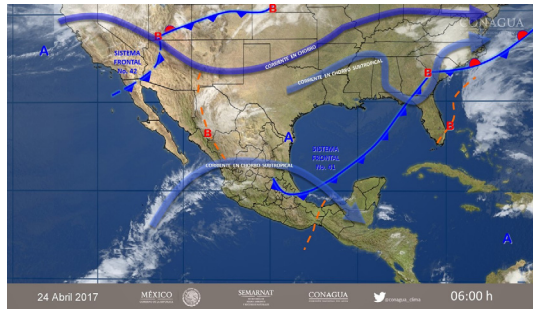 CONAGUA
B
B
A
SISTEMA
FRONTAL
No. 42
CORRIENTE EN CHORRO
CORRIENTE EN CHORRO SUBTROPICAL
B
B
B
A
SISTEMA
FRONTAL
No. 41
CORRIENTE EN CHORRO SUBTROPICAL
A
24 Abril 2017
MÉXICO
SEMARNAT
CONAGUA
@conagua_clima
06:00 h